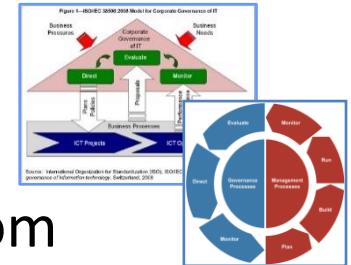 Figure 1—ISO/IEC 38500:2008 Model for Corporate Governance of IT
Business
Pressures
Business
Needs
Corporate
Governance
of IT
Evaluate
Direct
Monitor
Plans
Policies
Proposals
Performance
Business Processes
ICT Projects
ICT Op
Source: International Organization for Standardization (ISO), ISO/IEC
governance of information technology, Switzerland, 2008
Evaluate
Monitor
Direct
Governance
Processes
Management
Processes
Run
Build
Monitor
Plan
om